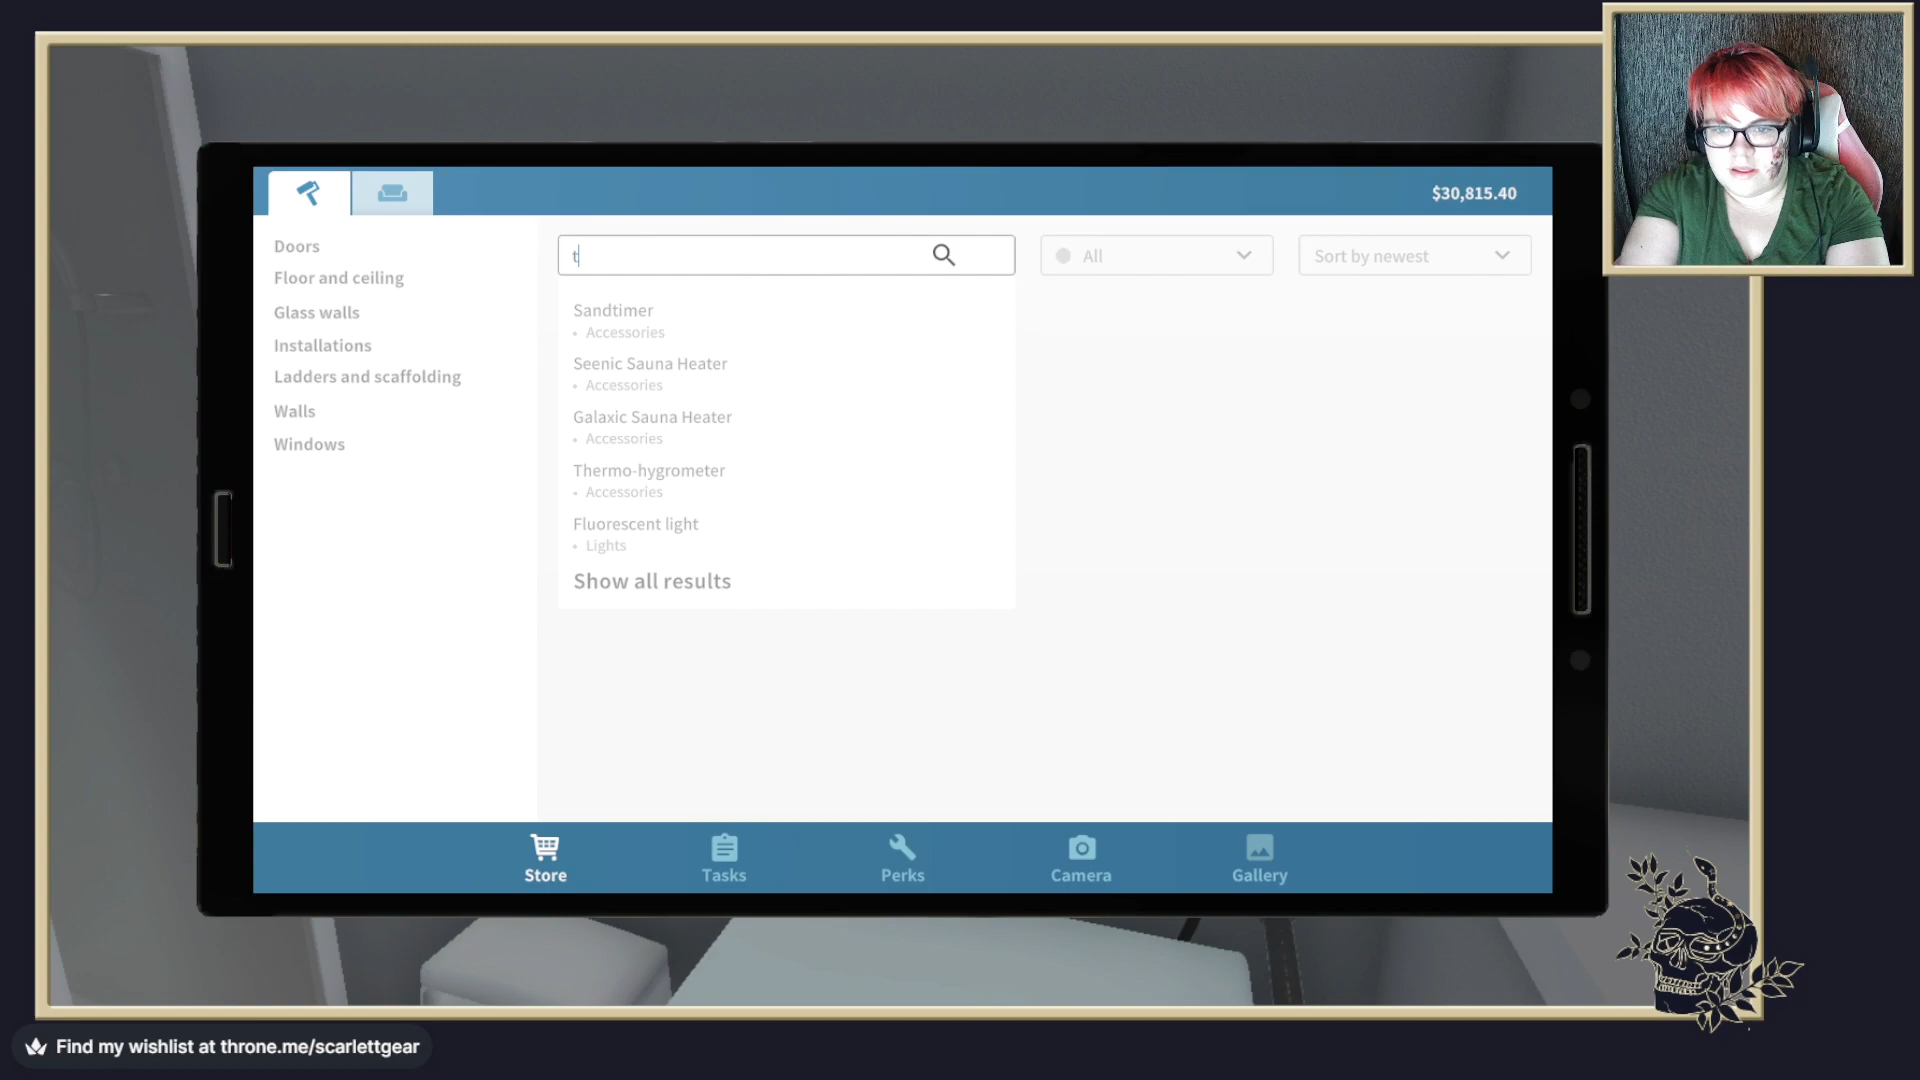 $30,815.40
Doors
Floor and ceiling
Glass walls
Installations
Ladders and scaffolding
Walls
Windows
t
All
Sort by newest
Sandtimer
• Accessories
Seenic Sauna Heater
• Accessories
Galaxic Sauna Heater
• Accessories
Thermo-hygrometer
• Accessories
Fluorescent light
• Lights
Show all results
Store
Tasks
Perks
Camera
Gallery
Find my wishlist at throne.me/scarlettgear